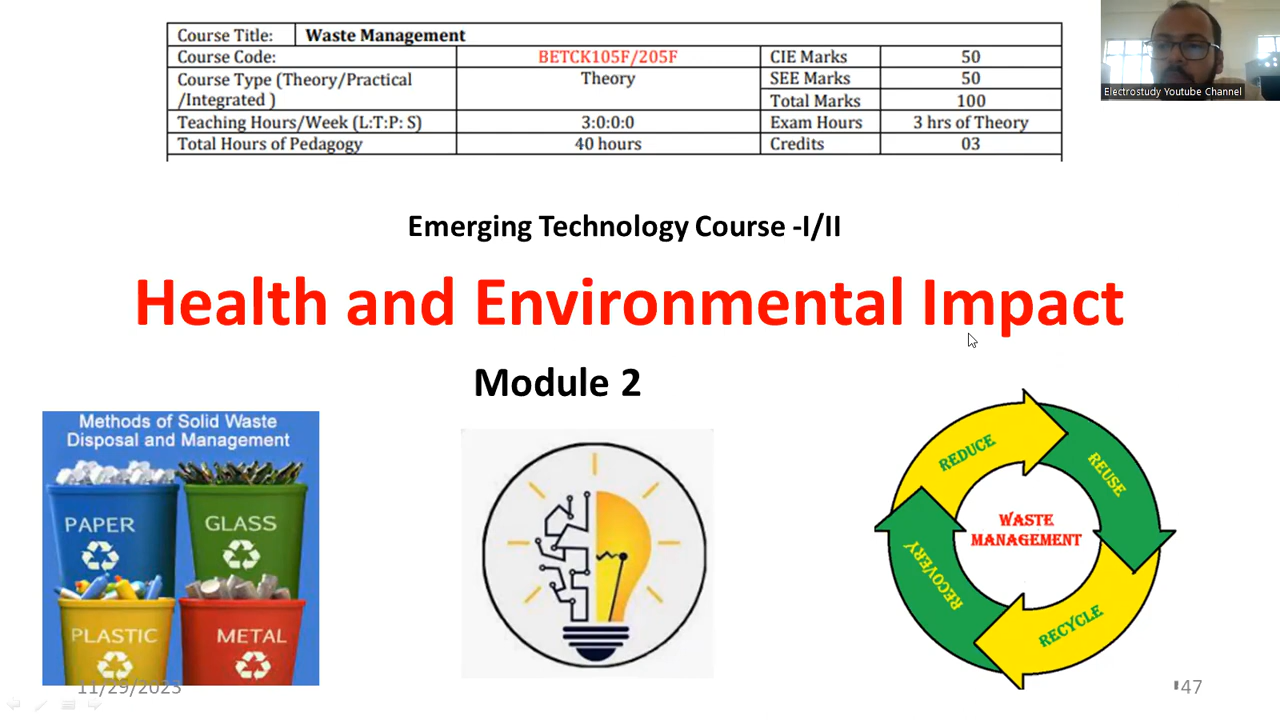 Course Title: Waste Management
Course Code: BETCK105F/205F CIE Marks 50
Course Type (Theory/Practical /Integrated ) Theory SEE Marks 50
Total Marks 100
Teaching Hours/Week (L:T:P: S) 3:0:0:0 Exam Hours 3 hrs of Theory
Total Hours of Pedagogy 40 hours Credits 03
Electrostudy Youtube Channel
Emerging Technology Course -I/II
Health and Environmental Impact
Module 2
Methods of Solid Waste
Disposal and Management
PAPER GLASS
PLASTIC METAL
REDUCE
REUSE
RECYCLE
RECOVERY
WASTE
MANAGEMENT
11/29/2023
47